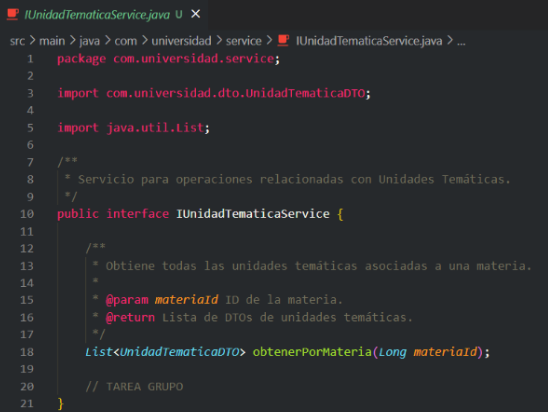 IUnidadTematicaService.java U X
src > main > java > com > universidad > service > IUnidadTematicaService.java > ...
1 package com.universidad.service;
2
3 import com.universidad.dto.UnidadTematicaDTO;
4
5 import java.util.List;
6
7 /**
8  * Servicio para operaciones relacionadas con Unidades Temáticas.
9  */
10 public interface IUnidadTematicaService {
11
12     /**
13      * Obtiene todas las unidades temáticas asociadas a una materia.
14      *
15      * @param materiaId ID de la materia.
16      * @return Lista de DTOs de unidades temáticas.
17      */
18     List<UnidadTematicaDTO> obtenerPorMateria(Long materiaId);
19
20     // TAREA GRUPO
21 }